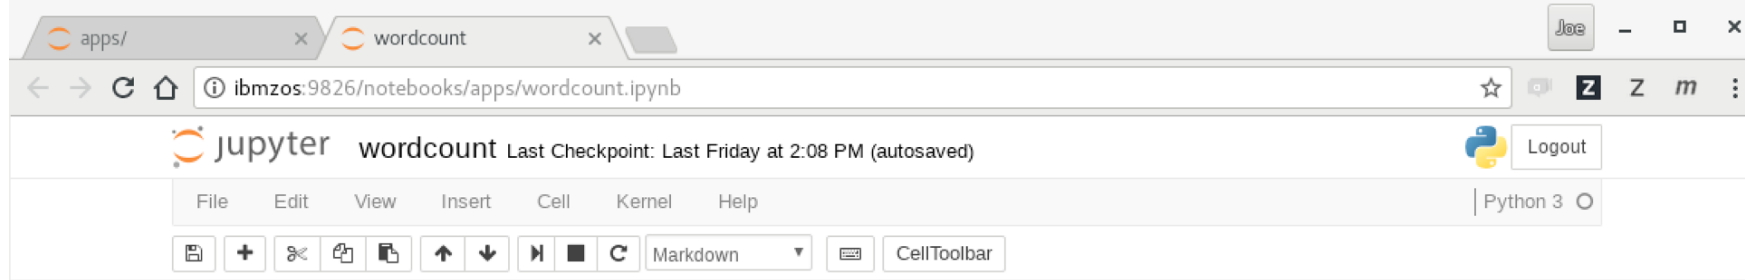 apps/ wordcount Joe
ibmzos:9826/notebooks/apps/wordcount.ipynb Z Z m
jupyter wordcount Last Checkpoint: Last Friday at 2:08 PM (autosaved) Logout
File Edit View Insert Cell Kernel Help Python 3
Markdown CellToolbar